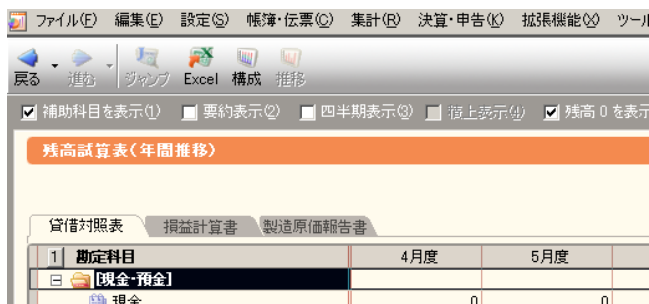 ファイル(F) 編集(E) 設定(S) 帳簿・伝票(C) 集計(R) 決算・申告(K) 拡張機能(X) ツール
戻る 進む ジャンプ Excel 構成 推移
補助科目を表示(1) 要約表示(2) 四半期表示(3) 積上表示(4) 残高 0 を表示
残高試算表(年間推移)
貸借対照表 損益計算書 製造原価報告書
1 勘定科目 4月度 5月度
[現金・預金]
現金 0 0